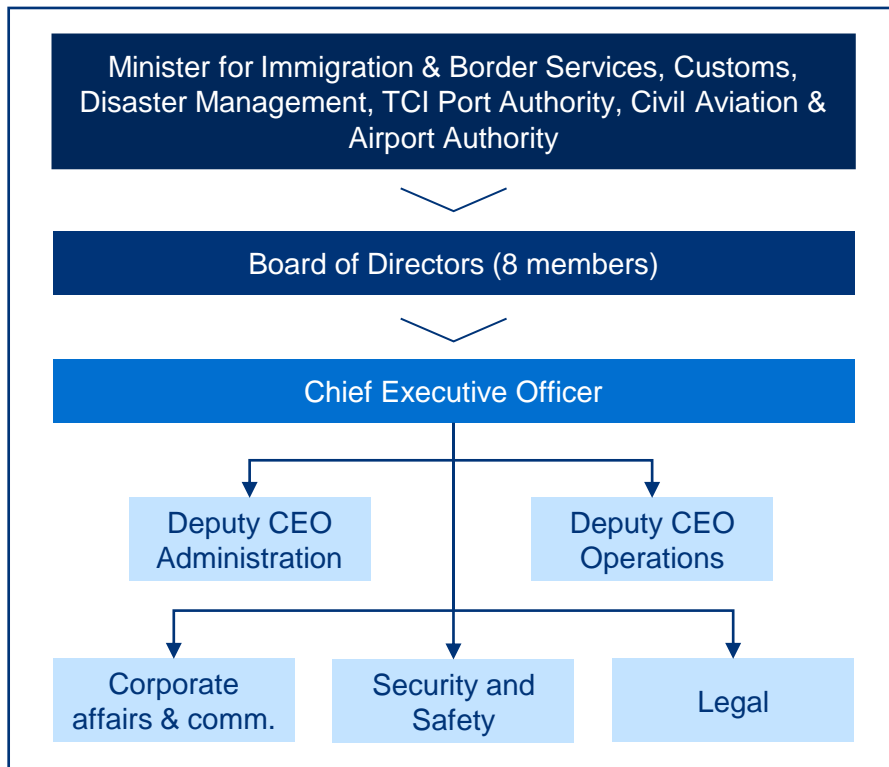 Minister for Immigration & Border Services, Customs,
Disaster Management, TCI Port Authority, Civil Aviation &
Airport Authority
Board of Directors (8 members)
Chief Executive Officer
Deputy CEO
Administration
Deputy CEO
Operations
Corporate
affairs & comm.
Security and
Safety
Legal